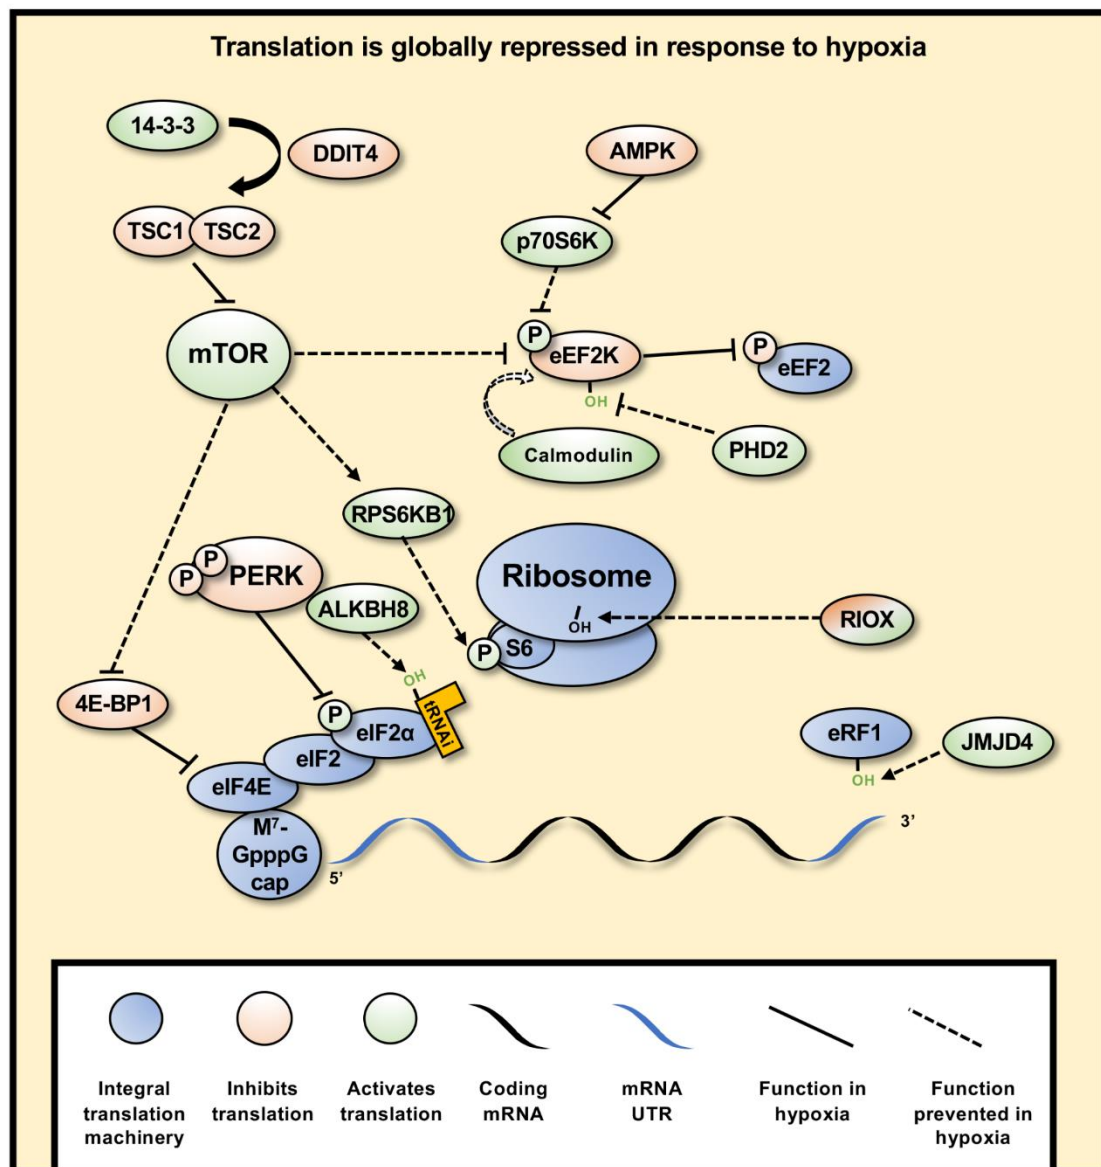 Translation is globally repressed in response to hypoxia
14-3-3
DDIT4
TSC1
TSC2
mTOR
AMPK
p70S6K
P
eEF2K
OH
P
eEF2
Calmodulin
PHD2
RPS6KB1
P
P
PERK
ALKBH8
OH
tRNAi
Ribosome
OH
S6
P
RIOX
4E-BP1
P
eIF2α
eIF2
eIF4E
M⁷-
GpppG
cap
5’
3’
eRF1
OH
JMJD4
Integral
translation
machinery
Inhibits
translation
Activates
translation
Coding
mRNA
mRNA
UTR
Function in
hypoxia
Function
prevented in
hypoxia